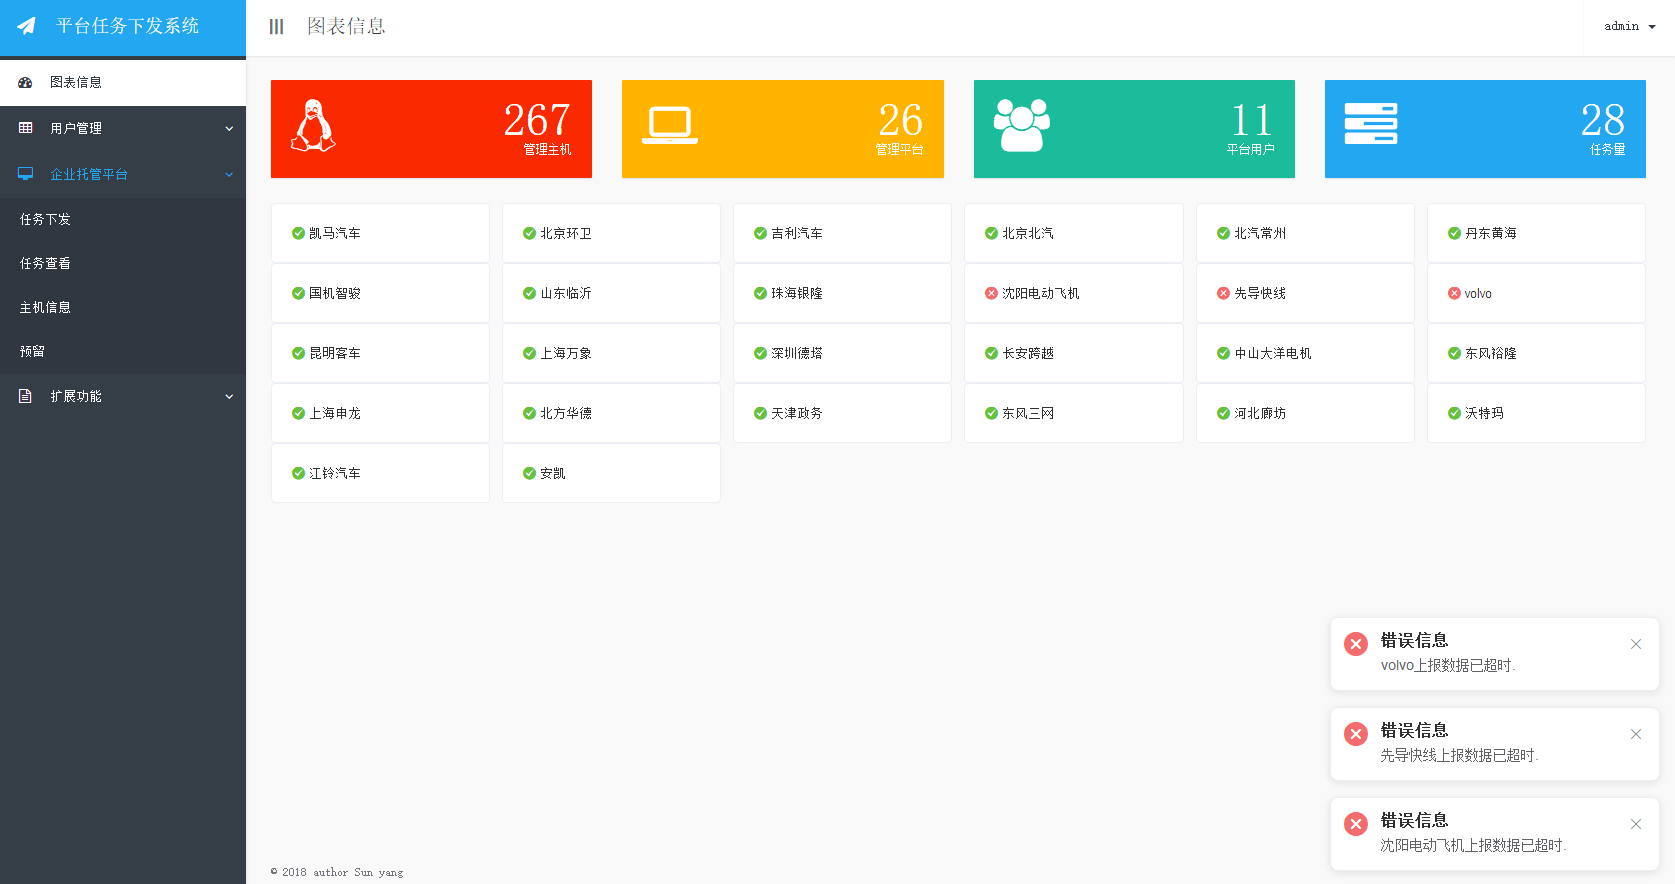 平台任务下发系统
图表信息
admin
图表信息
用户管理
企业托管平台
任务下发
任务查看
主机信息
预留
扩展功能
267
管理主机
26
管理平台
11
平台用户
28
任务量
凯马汽车
北京环卫
吉利汽车
北京北汽
北汽常州
丹东黄海
国机智骏
山东临沂
珠海银隆
沈阳电动飞机
先导快线
volvo
昆明客车
上海万象
深圳德塔
长安跨越
中山大洋电机
东风裕隆
上海申龙
北方华德
天津政务
东风三网
河北廊坊
沃特玛
江铃汽车
安凯
错误信息
volvo上报数据已超时.
错误信息
先导快线上报数据已超时.
错误信息
沈阳电动飞机上报数据已超时.
© 2018 author Sun yang